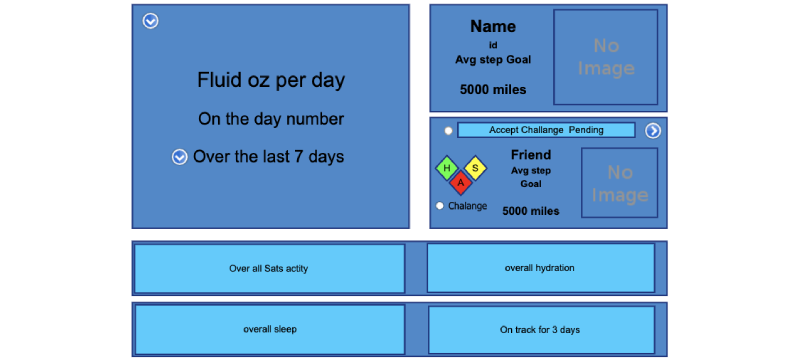 Fluid oz per day
On the day number
Over the last 7 days
Name
id
Avg step Goal
5000 miles
No
Image
Accept Challange Pending
H
S
A
Chalange
Friend
Avg step
Goal
5000 miles
No
Image
Over all Sats actity
overall hydration
overall sleep
On track for 3 days